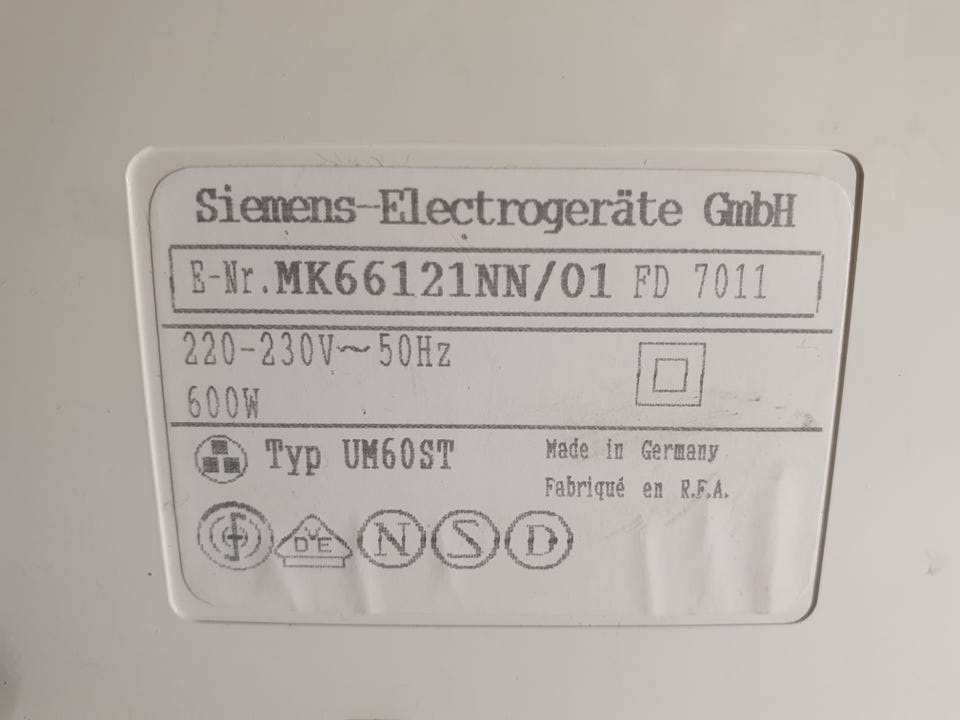 Siemens-Electrogeräte GmbH
E-Nr. MK66121NN/01 FD 7011
220-230V~50Hz
600W
Typ UM60ST
Made in Germany
Fabriqué en R.F.A.
VDE N S D